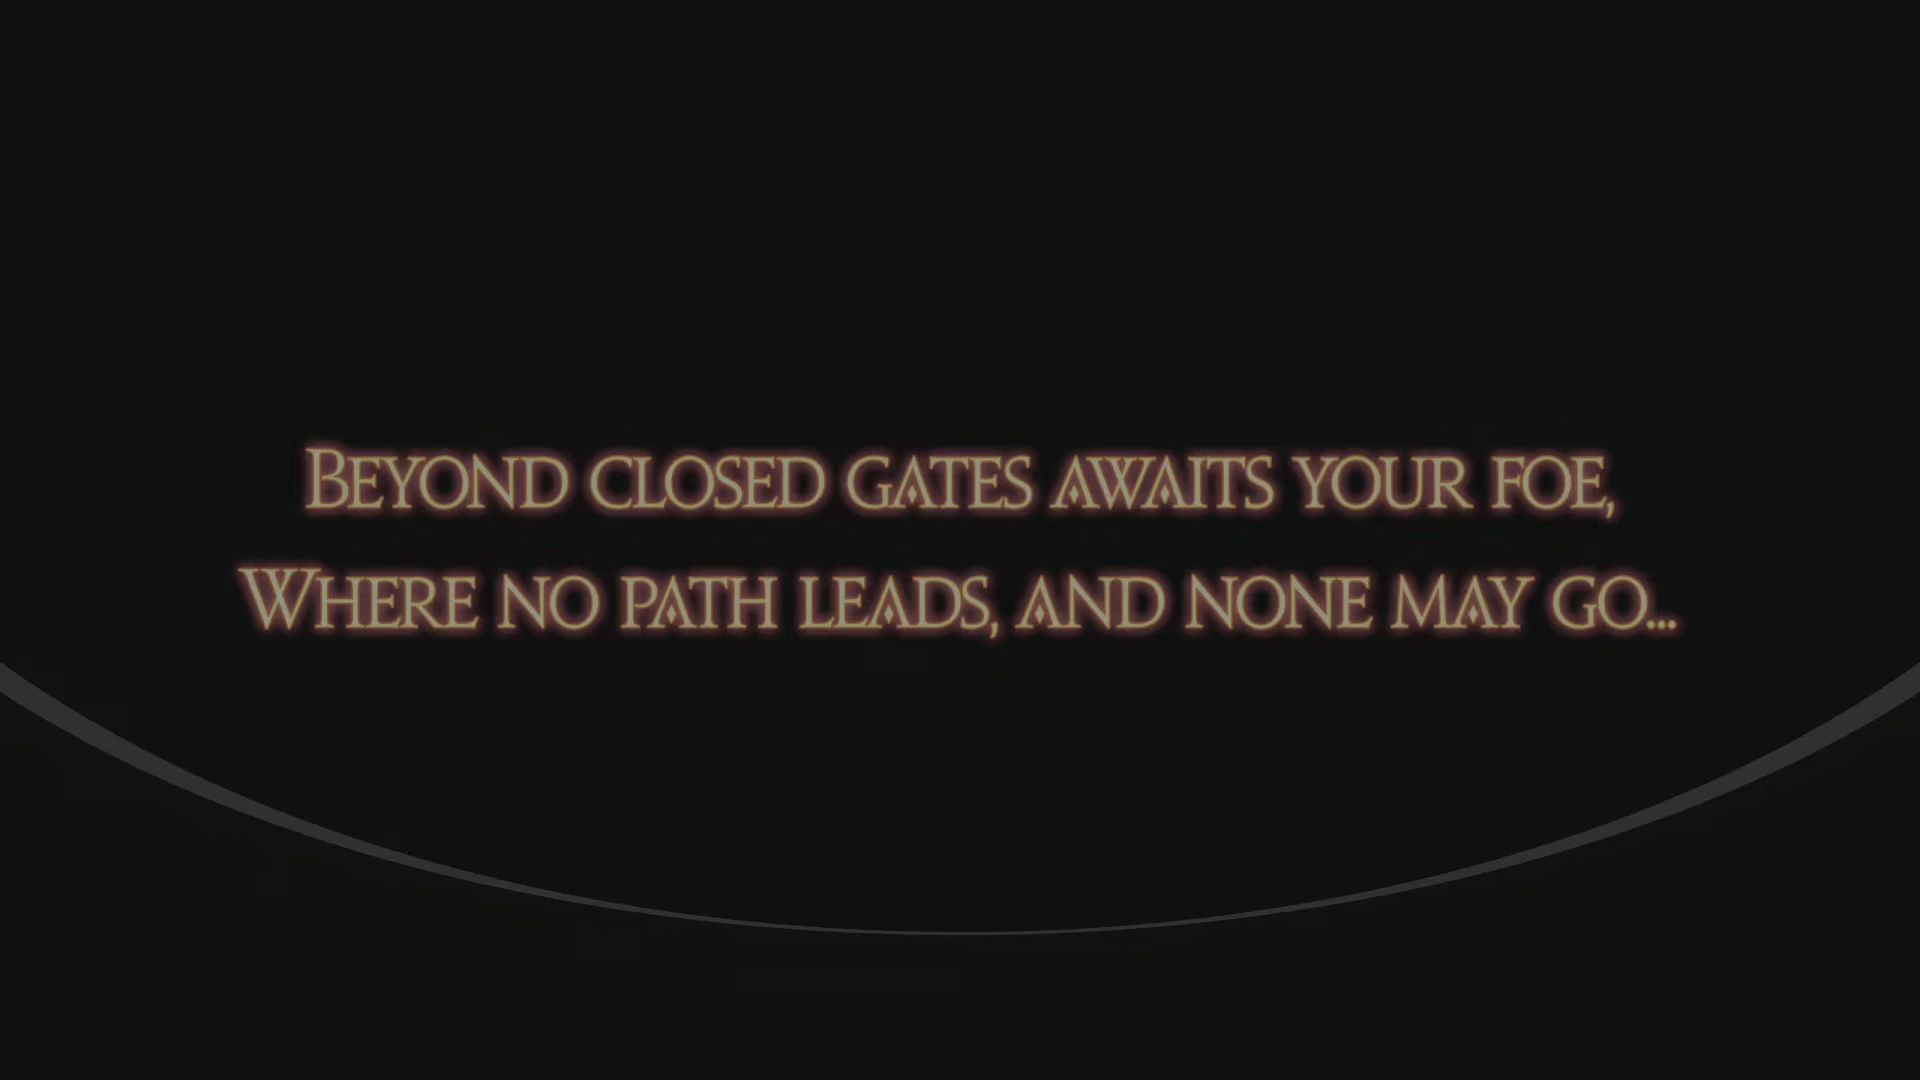 Beyond closed gates awaits your foe,
Where no path leads, and none may go...